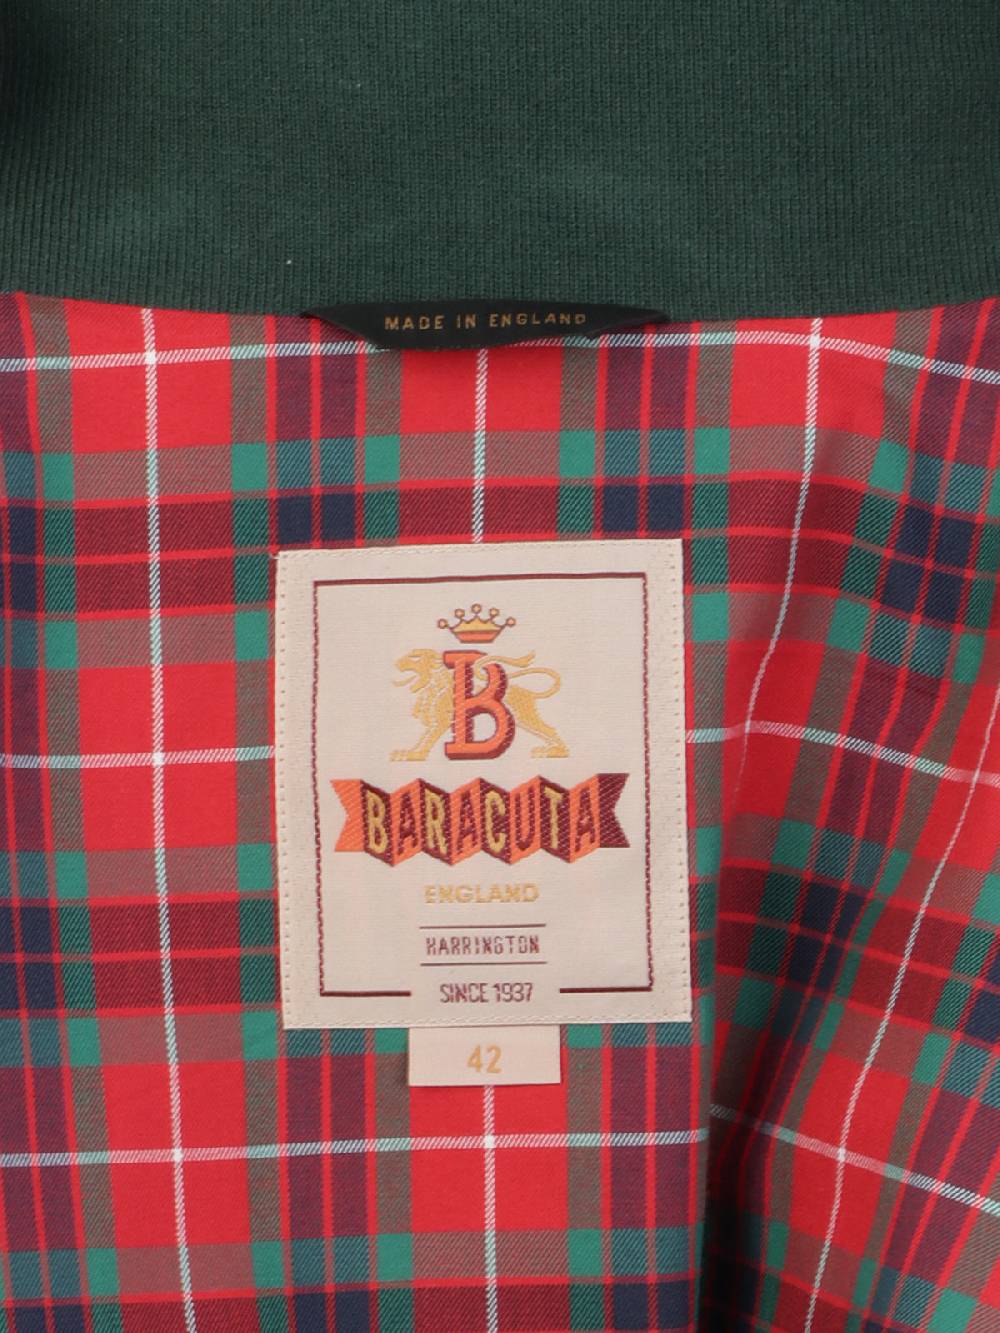 MADE IN ENGLAND
B
BARACUTA
ENGLAND
HARRINGTON
SINCE 1937
42